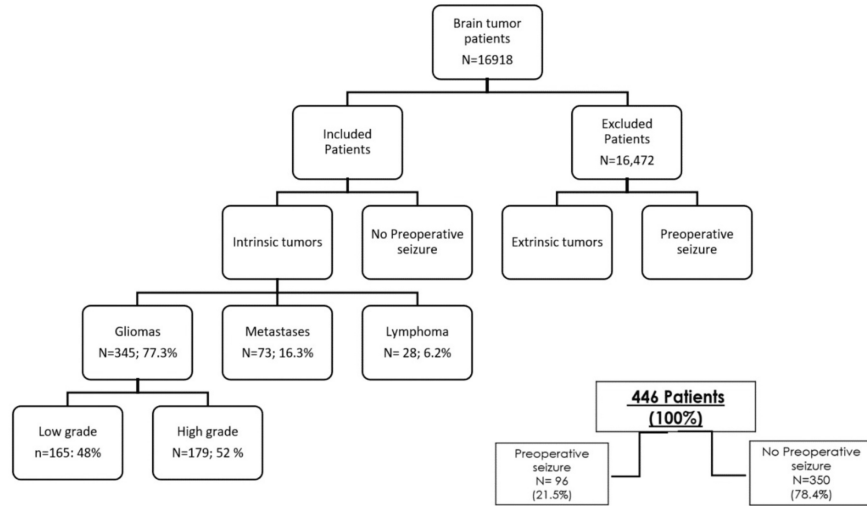 Brain tumor
patients
N=16918
Included
Patients
Excluded
Patients
N=16,472
Intrinsic tumors
No Preoperative
seizure
Extrinsic tumors
Preoperative
seizure
Gliomas
N=345; 77.3%
Metastases
N=73; 16.3%
Lymphoma
N= 28; 6.2%
Low grade
n=165: 48%
High grade
N=179; 52 %
446 Patients
(100%)
Preoperative
seizure
N= 96
(21.5%)
No Preoperative
seizure
N=350
(78.4%)